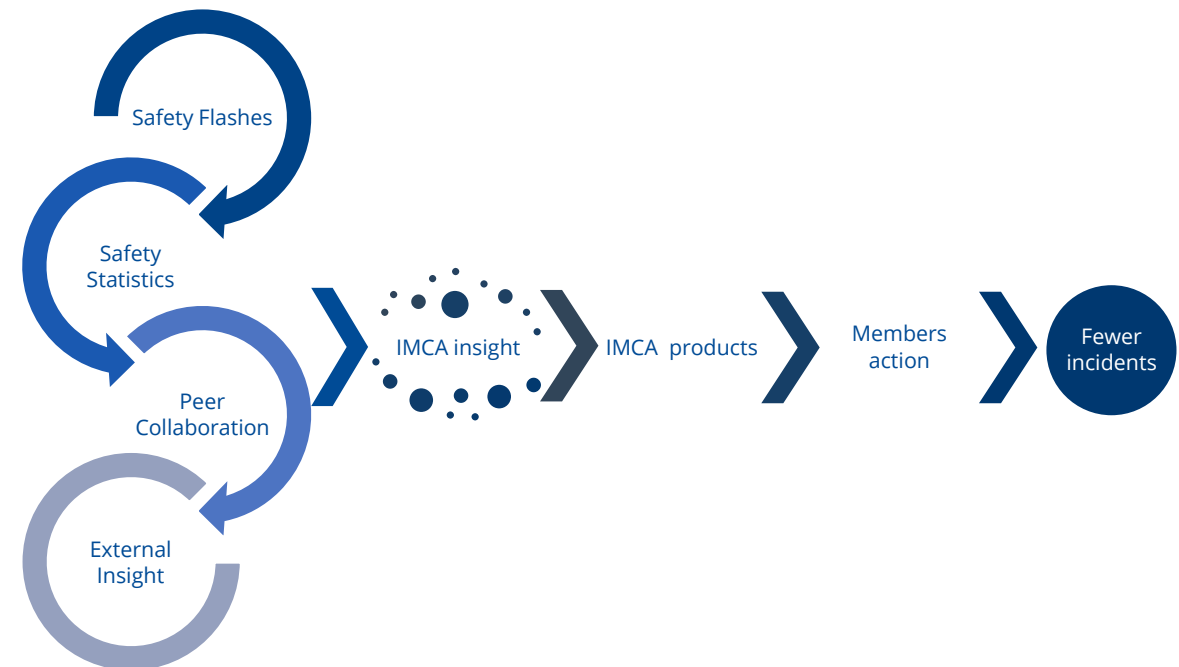 Safety Flashes
Safety
Statistics
Peer
Collaboration
External
Insight
IMCA insight
IMCA products
Members
action
Fewer
incidents